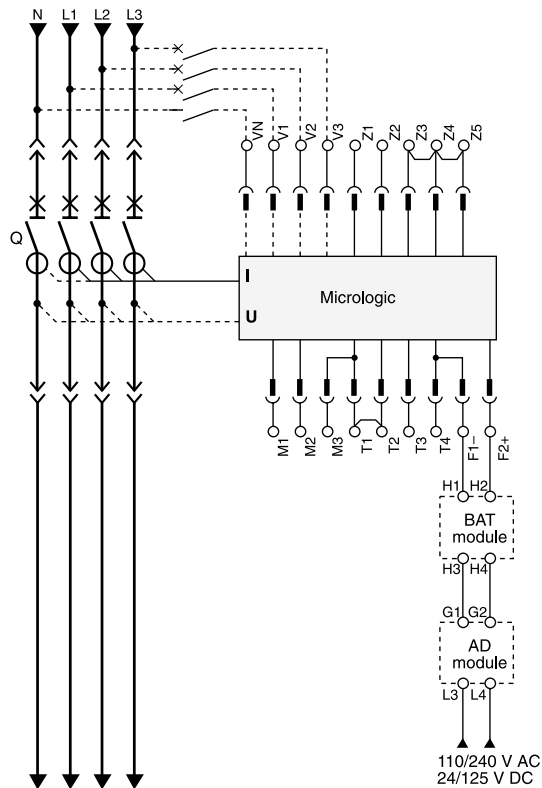 N L1 L2 L3
VN V1 V2 V3 Z1 Z2 Z3 Z4 Z5
Q
I
Micrologic
U
M1 M2 M3 T1 T2 T3 T4 F1− F2+
H1 H2
BAT
module
H3 H4
G1 G2
AD
module
L3 L4
110/240 V AC
24/125 V DC